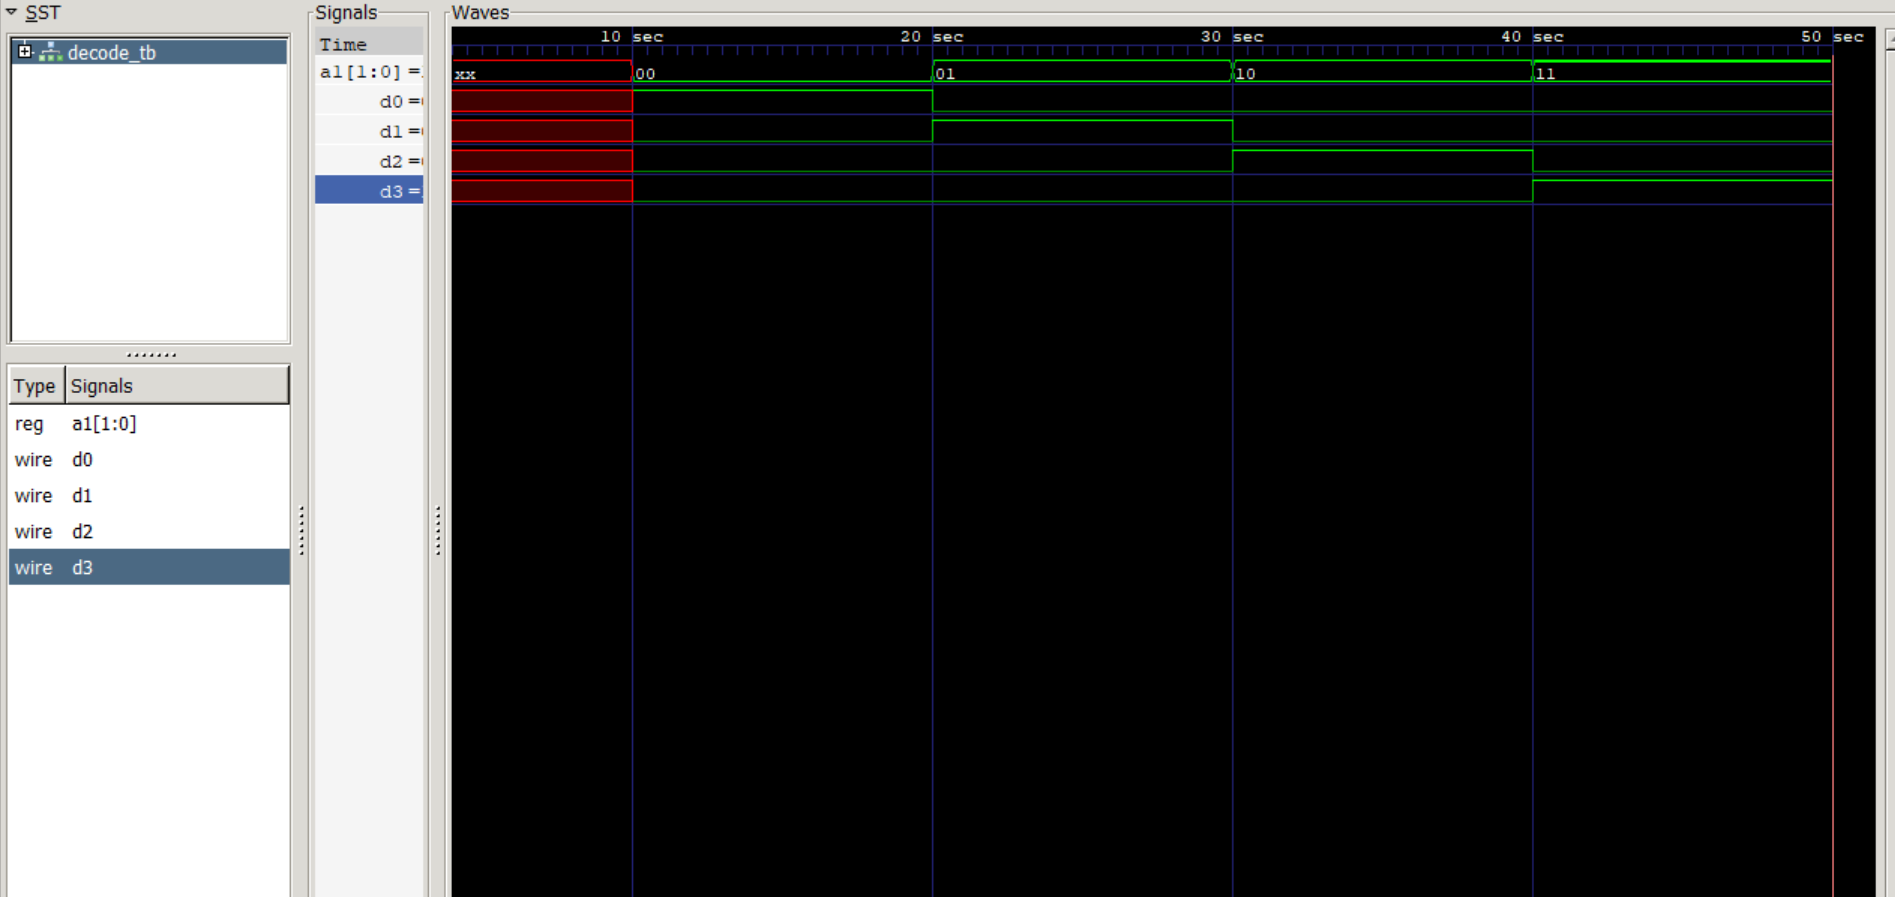 SST
decode_tb
Type Signals
reg a1[1:0]
wire d0
wire d1
wire d2
wire d3
Signals
Time
a1[1:0] =
d0 =
d1 =
d2 =
d3 =
Waves
10 sec 20 sec 30 sec 40 sec 50 sec
xx 00 01 10 11